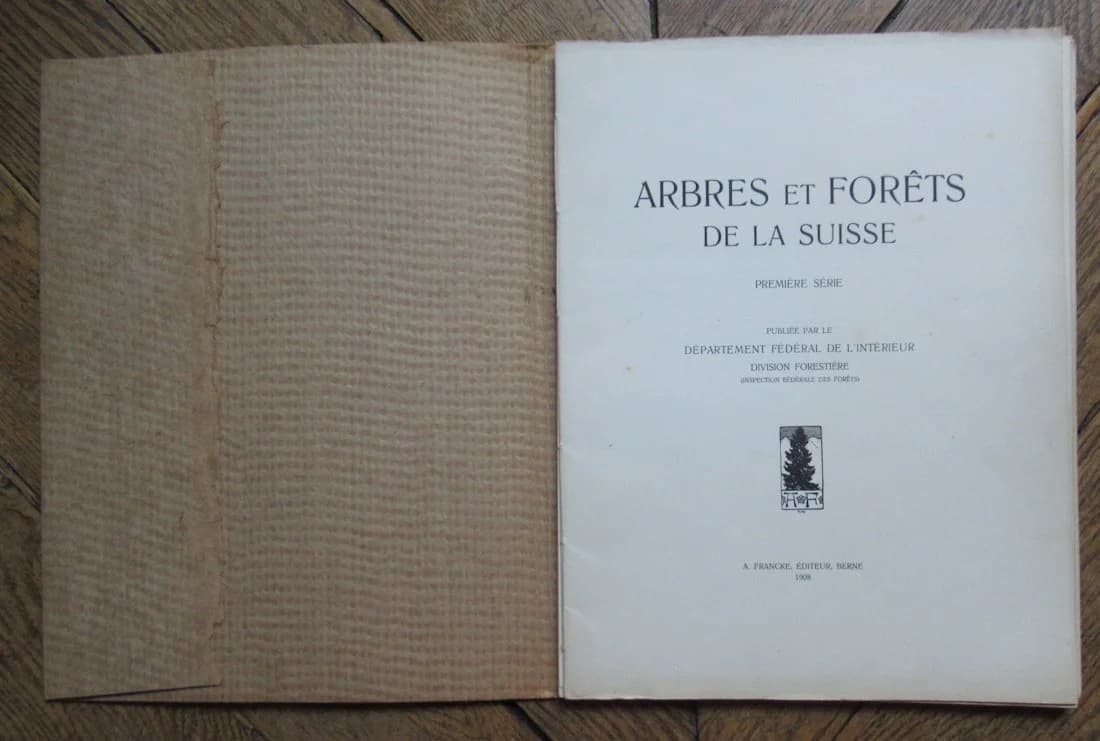 ARBRES ET FORÊTS
DE LA SUISSE
PREMIÈRE SÉRIE
PUBLIÉE PAR LE
DÉPARTEMENT FÉDÉRAL DE L'INTÉRIEUR
DIVISION FORESTIÈRE
(INSPECTION FÉDÉRALE DES FORÊTS)
A F
A. FRANCKE, ÉDITEUR, BERNE
1908